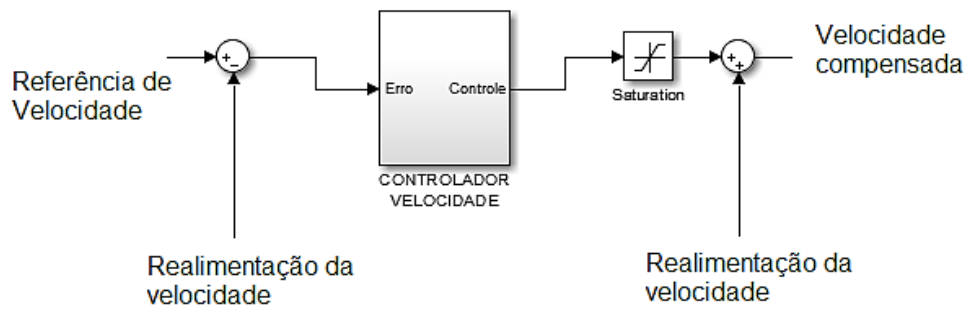 Referência de
Velocidade
Erro
Controle
CONTROLADOR
VELOCIDADE
Saturation
Velocidade
compensada
Realimentação da
velocidade
Realimentação da
velocidade